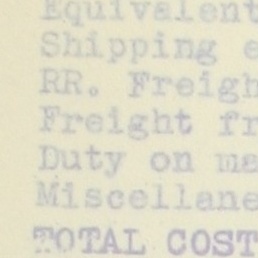 Equivalent
Shipping
RR. Freigh
Freight fr
Duty on ma
Miscellane
TOTAL COST